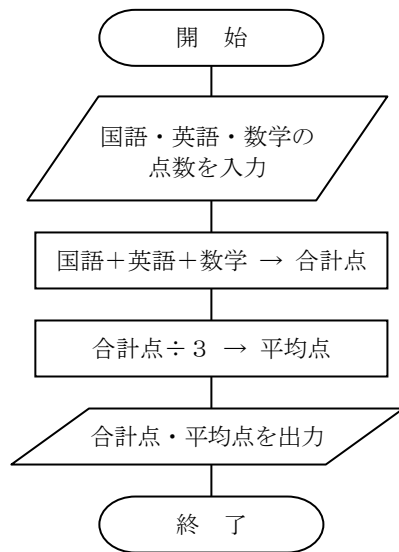 開　始
国語・英語・数学の
点数を入力
国語＋英語＋数学 → 合計点
合計点÷３ → 平均点
合計点・平均点を出力
終　了